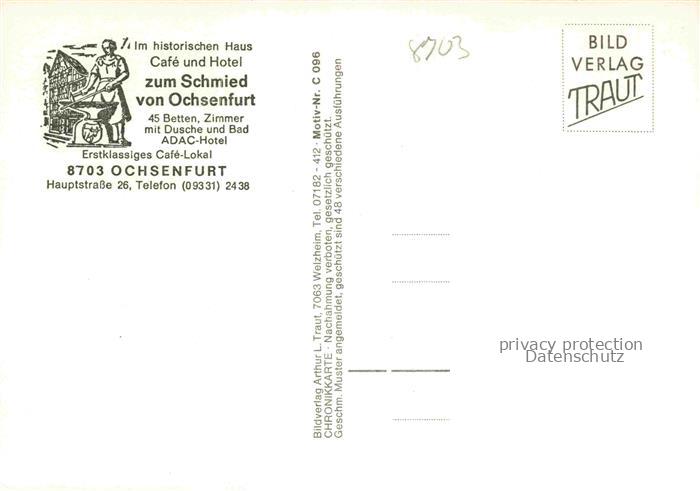 Im historischen Haus
Café und Hotel
zum Schmied
von Ochsenfurt
45 Betten, Zimmer
mit Dusche und Bad
ADAC-Hotel
Erstklassiges Café-Lokal
8703 OCHSENFURT
Hauptstraße 26, Telefon (09331) 2438
Bildverlag Arthur L. Traut, 7063 Welzheim, Tel. 07182 - 412 · Motiv-Nr. C 096
CHRONIKKARTE · Nachahmung verboten, gesetzlich geschützt.
Geschm. Muster angemeldet, geschützt sind 48 verschiedene Ausführungen
8703
BILD
VERLAG
TRAUT
privacy protection
Datenschutz